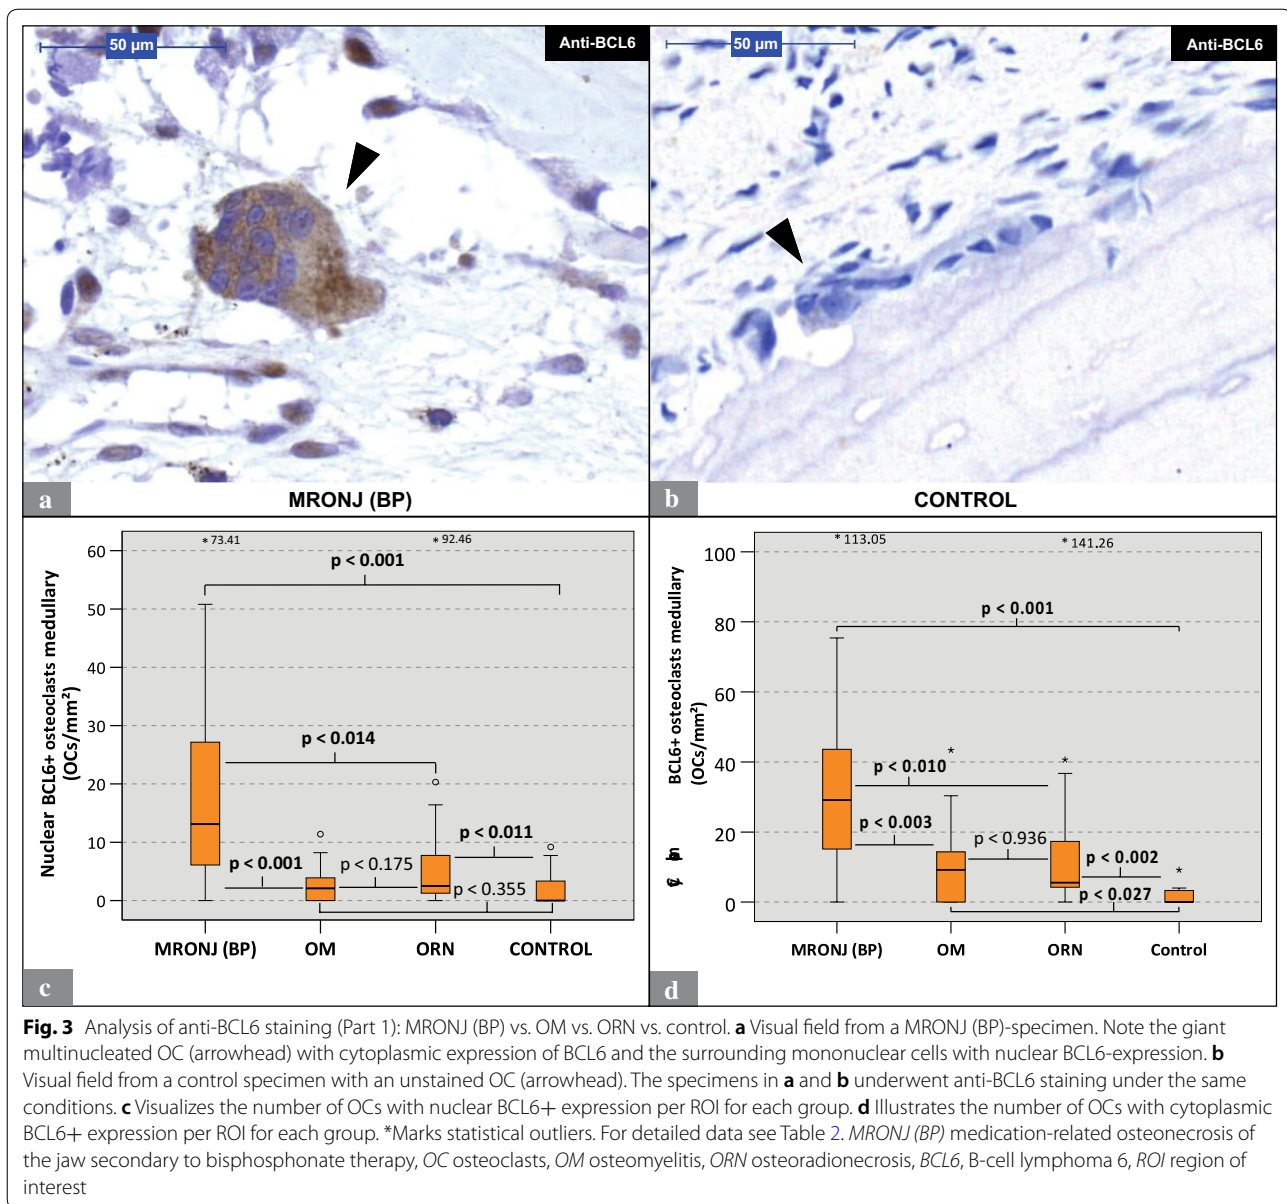 50 µm
Anti-BCL6
a
MRONJ (BP)
50 µm
Anti-BCL6
b
CONTROL
Nuclear BCL6+ osteoclasts medullary
(OCs/mm²)
60
50
40
30
20
10
0
* 73.41
* 92.46
p < 0.001
p < 0.014
p < 0.011
p < 0.001
p < 0.175
p < 0.355
MRONJ (BP)
OM
ORN
CONTROL
c
BCL6+ osteoclasts medullary
(OCs/mm²)
100
80
60
40
20
0
* 113.05
* 141.26
p < 0.001
p < 0.010
p < 0.003
p < 0.936
p < 0.002
p < 0.027
*
*
*
MRONJ (BP)
OM
ORN
Control
d
Fig. 3 Analysis of anti-BCL6 staining (Part 1): MRONJ (BP) vs. OM vs. ORN vs. control. a Visual field from a MRONJ (BP)-specimen. Note the giant
multinucleated OC (arrowhead) with cytoplasmic expression of BCL6 and the surrounding mononuclear cells with nuclear BCL6-expression. b
Visual field from a control specimen with an unstained OC (arrowhead). The specimens in a and b underwent anti-BCL6 staining under the same
conditions. c Visualizes the number of OCs with nuclear BCL6+ expression per ROI for each group. d Illustrates the number of OCs with cytoplasmic
BCL6+ expression per ROI for each group. *Marks statistical outliers. For detailed data see Table 2. MRONJ (BP) medication-related osteonecrosis of
the jaw secondary to bisphosphonate therapy, OC osteoclasts, OM osteomyelitis, ORN osteoradionecrosis, BCL6, B-cell lymphoma 6, ROI region of
interest